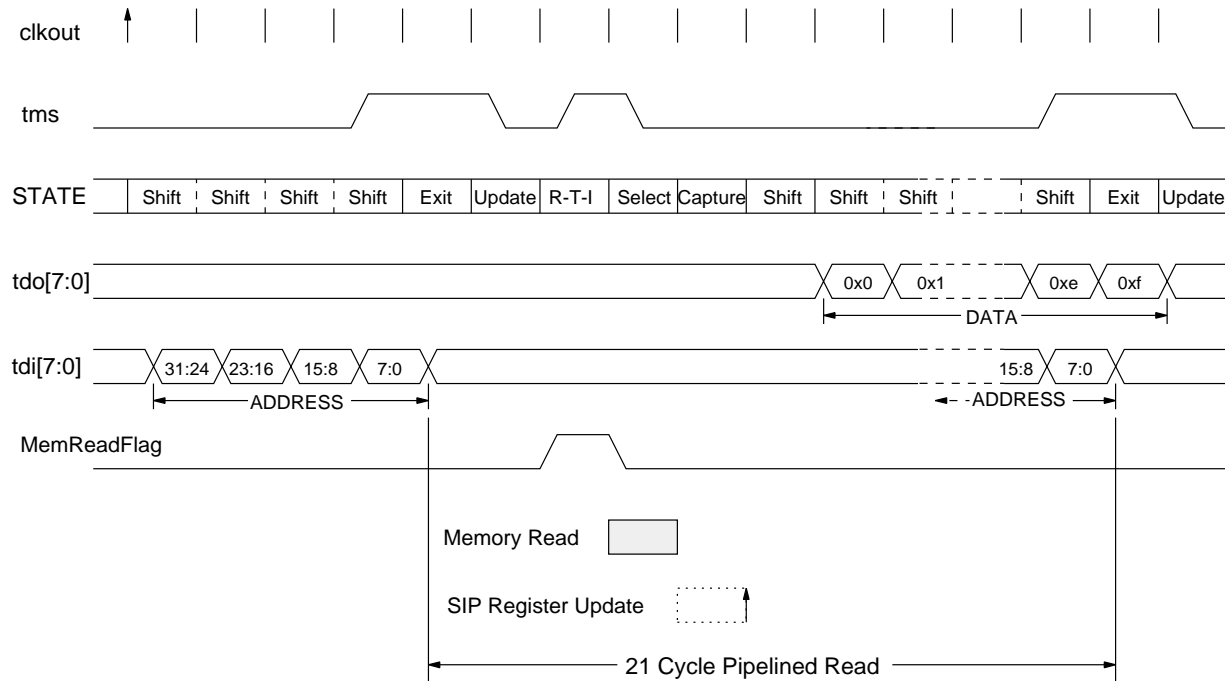 clkout
tms
STATE Shift Shift Shift Shift Exit Update R-T-I Select Capture Shift Shift Shift Shift Exit Update
tdo[7:0] 0x0 0x1 0xe 0xf
DATA
tdi[7:0] 31:24 23:16 15:8 7:0 15:8 7:0
ADDRESS ADDRESS
MemReadFlag
Memory Read
SIP Register Update
21 Cycle Pipelined Read